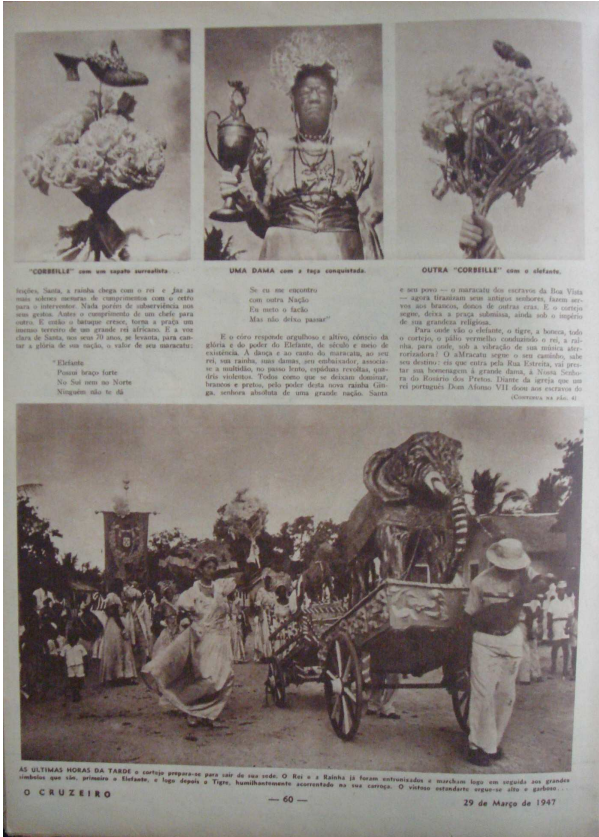 "CORBEILLE" com um sapato surrealista...
UMA DAMA com a taça conquistada.
OUTRA "CORBEILLE" com o elefante.
Santa, a rainha chega com o rei e faz as
mais solenes mesuras de cumprimentos com o cetro
para o interventor. Nada porém de subserviência nos
seus gestos. Antes o cumprimento de um chefe para
outro. E então o batuque cresce, torna a praça um
imenso terreiro de um grande rei africano. E a voz
clara de Santa, nos seus 70 anos, se levanta, para can-
tar a glória de sua nação, o valor de seu maracatu:
"Elefante
Possui braço forte
No Sul nem no Norte
Ninguém não te dá
Se eu me encontro
com outra Nação
Eu meto o facão
Mas não deixo passar"
E o côro responde orgulhoso e altivo, cônscio da
glória e do poder do Elefante, de século e meio de
existência. A dança e ao canto do maracatu, ao seu
rei, sua rainha, suas damas, seu embaixador, associa-
se a multidão, no passo lento, espiduas revoltas, qua-
dris violentos. Todos como que se deixam dominar,
brancos e pretos, pelo poder desta nova rainha Gin-
ga, senhora absoluta de uma grande nação. Santa
e seu povo — o maracatu dos escravos da Boa Vista
— agora tiranizam seus antigos senhores, fazem ser-
vos aos brancos, donos de outras eras. E o cortejo
segue, deixa a praça submissa, ainda sob o império
de sua grandeza religiosa.
Para onde vão o elefante, o tigre, a boneca, todo
o cortejo, o pálio vermelho conduzindo o rei, a rai-
nha, para onde, sob a vibração de sua música ater-
rorizadora? O Maracatu segue o seu caminho, sabe
seu destino: eis que entra pela Rua Estreita, vai pres-
tar sua homenagem à grande dama, à Nossa Senho-
ra do Rosário dos Pretos. Diante da igreja que um
rei português Dom Afonso VII doou aos escravos do
(CONTINUA NA PÁG.
AS ULTIMAS HORAS DA TARDE o cortejo prepara-se para sair de sua sede. O Rei e a Rainha já foram entronizados e marcham logo em seguida aos grandes
símbolos que são, primeiro o Elefante, e logo depois o Tigre, humilhantemente acorrentado na sua carroça. O vistoso estandarte segue-se alto e garboso...
O CRUZEIRO
— 60 —
29 de Março de 1947